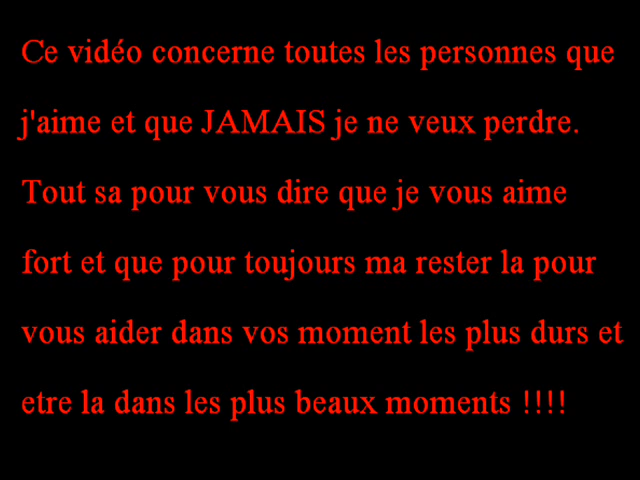 Ce vidéo concerne toutes les personnes que
j'aime et que JAMAIS je ne veux perdre.
Tout sa pour vous dire que je vous aime
fort et que pour toujours ma rester la pour
vous aider dans vos moment les plus durs et
etre la dans les plus beaux moments !!!!